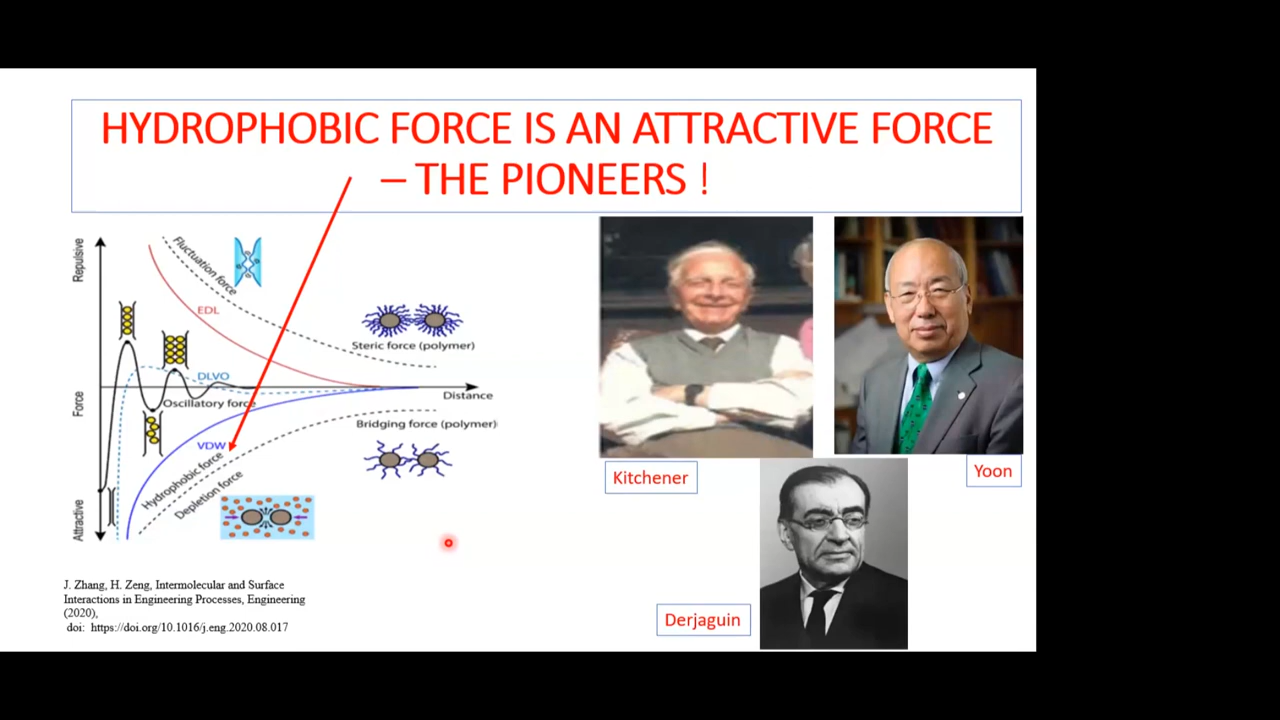 HYDROPHOBIC FORCE IS AN ATTRACTIVE FORCE
– THE PIONEERS !
Repulsive
Fluctuation force
EDL
Steric force (polymer)
DLVO
Force
Oscillatory force
Distance
Bridging force (polymer)
VDW
Hydrophobic force
Depletion force
Attractive
Kitchener
Yoon
Derjaguin
J. Zhang, H. Zeng, Intermolecular and Surface
Interactions in Engineering Processes, Engineering
(2020),
doi: https://doi.org/10.1016/j.eng.2020.08.017